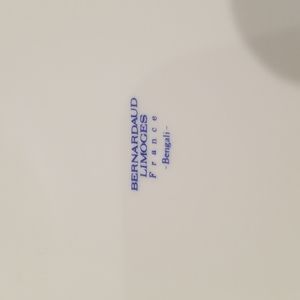 BERNARDAUD
LIMOGES
France
- Bengali -